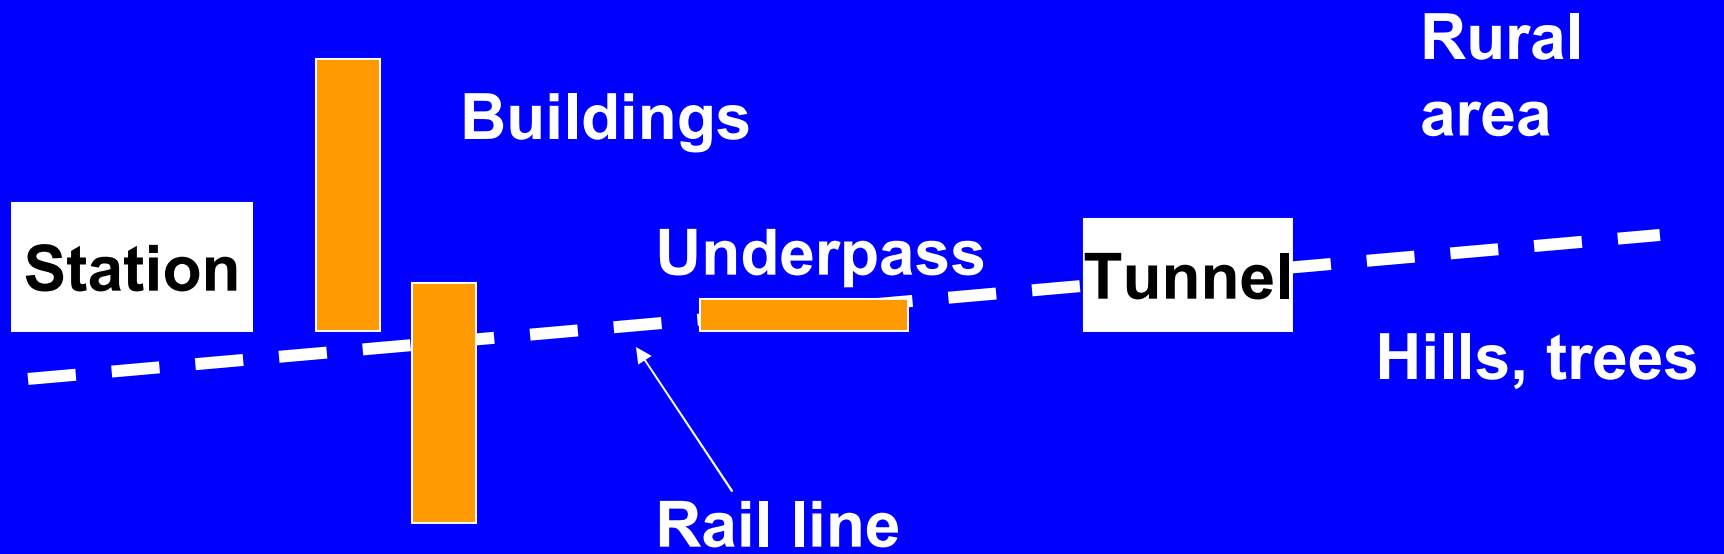 Rural
area
Buildings
Station
Underpass
Tunnel
Hills, trees
Rail line